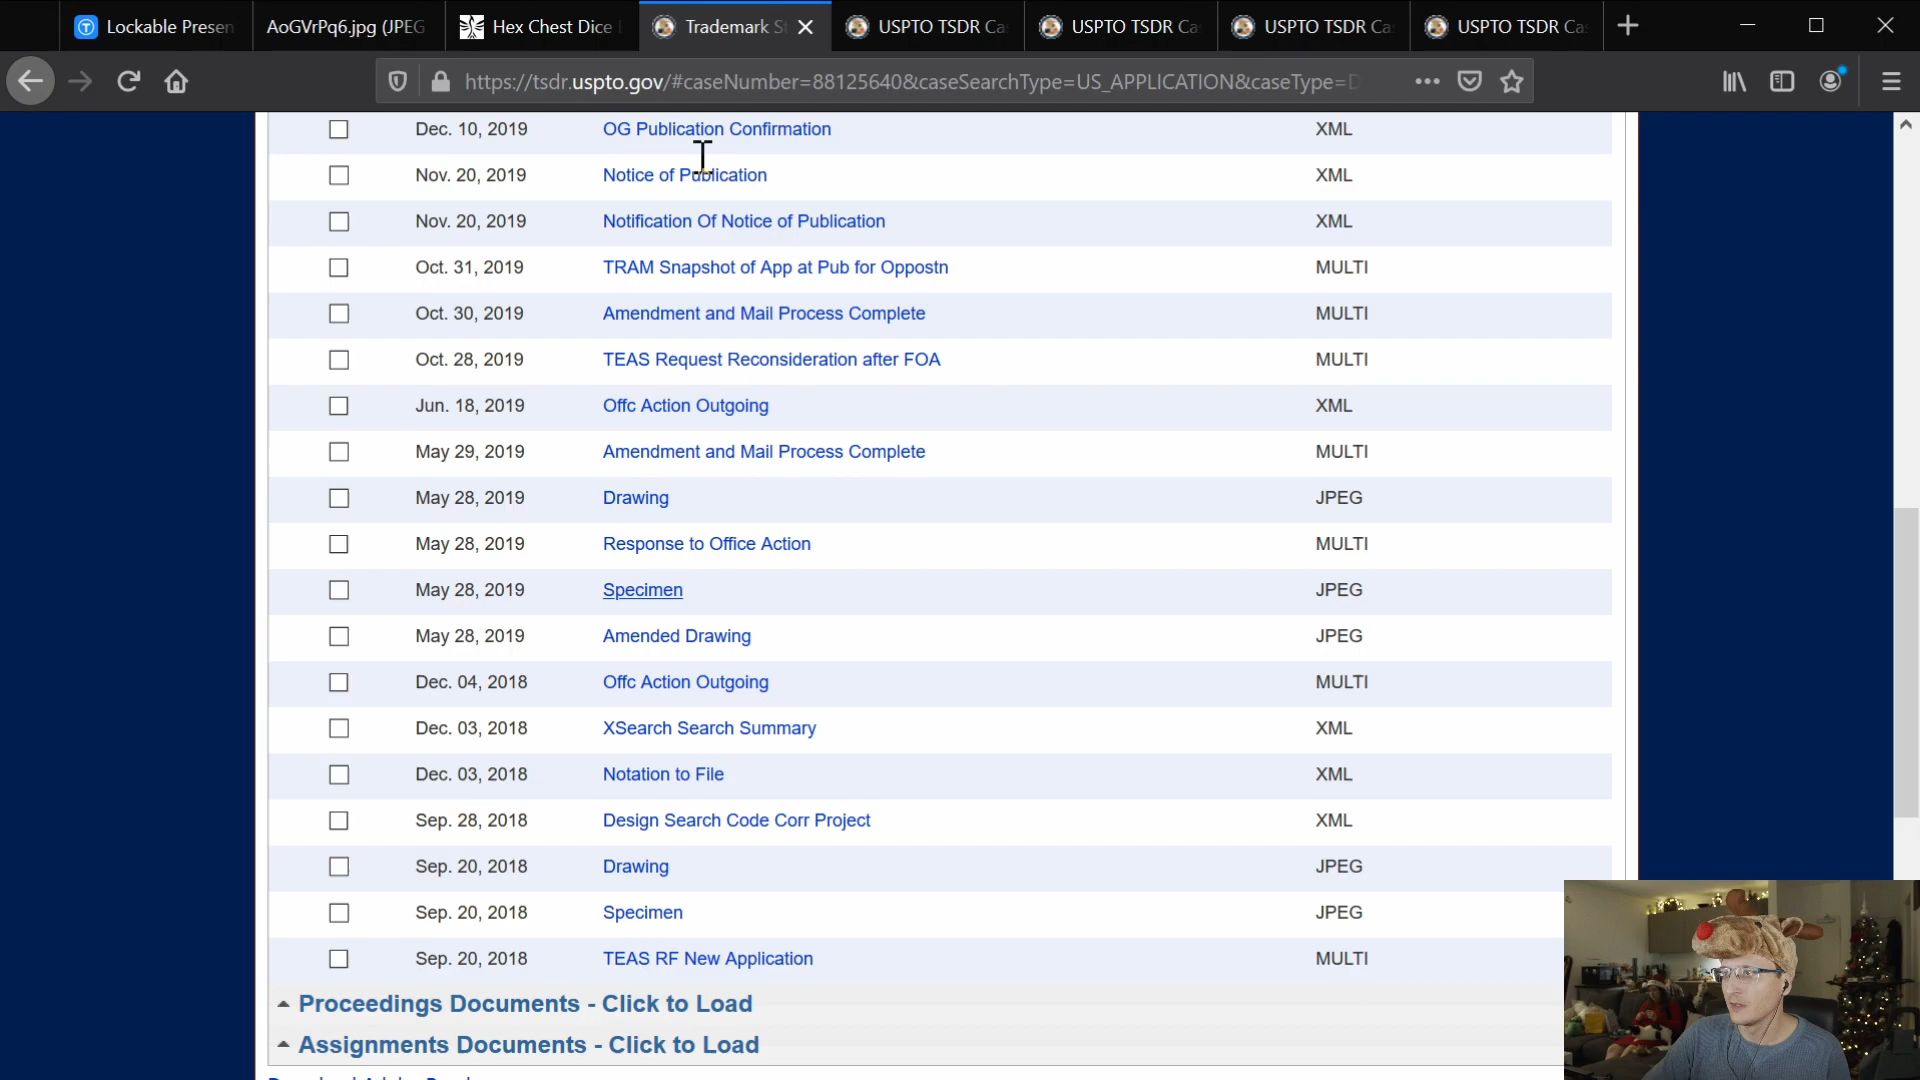 Lockable Presen
AoGVrPq6.jpg (JPEG
Hex Chest Dice
Trademark S
USPTO TSDR Ca
USPTO TSDR Ca
USPTO TSDR Ca
USPTO TSDR Ca
https://tsdr.uspto.gov/#caseNumber=88125640&caseSearchType=US_APPLICATION&caseType=D
Dec. 10, 2019 OG Publication Confirmation XML
Nov. 20, 2019 Notice of Publication XML
Nov. 20, 2019 Notification Of Notice of Publication XML
Oct. 31, 2019 TRAM Snapshot of App at Pub for Oppostn MULTI
Oct. 30, 2019 Amendment and Mail Process Complete MULTI
Oct. 28, 2019 TEAS Request Reconsideration after FOA MULTI
Jun. 18, 2019 Offc Action Outgoing XML
May 29, 2019 Amendment and Mail Process Complete MULTI
May 28, 2019 Drawing JPEG
May 28, 2019 Response to Office Action MULTI
May 28, 2019 Specimen JPEG
May 28, 2019 Amended Drawing JPEG
Dec. 04, 2018 Offc Action Outgoing MULTI
Dec. 03, 2018 XSearch Search Summary XML
Dec. 03, 2018 Notation to File XML
Sep. 28, 2018 Design Search Code Corr Project XML
Sep. 20, 2018 Drawing JPEG
Sep. 20, 2018 Specimen JPEG
Sep. 20, 2018 TEAS RF New Application MULTI
Proceedings Documents - Click to Load
Assignments Documents - Click to Load